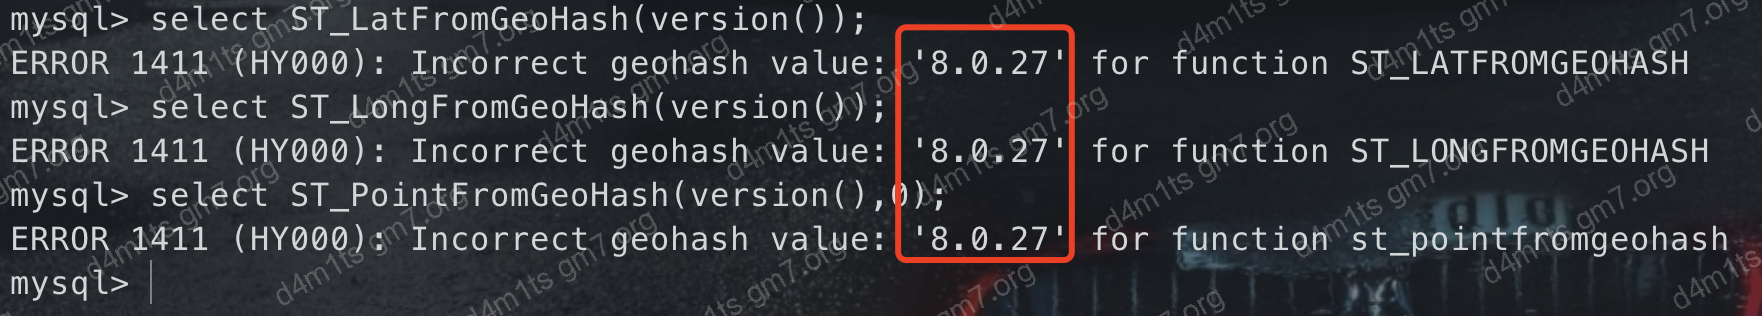 mysql> select ST_LatFromGeoHash(version());
ERROR 1411 (HY000): Incorrect geohash value: '8.0.27' for function ST_LATFROMGEOHASH
mysql> select ST_LongFromGeoHash(version());
ERROR 1411 (HY000): Incorrect geohash value: '8.0.27' for function ST_LONGFROMGEOHASH
mysql> select ST_PointFromGeoHash(version(),0);
ERROR 1411 (HY000): Incorrect geohash value: '8.0.27' for function st_pointfromgeohash
mysql>
d4m1ts gm7.org